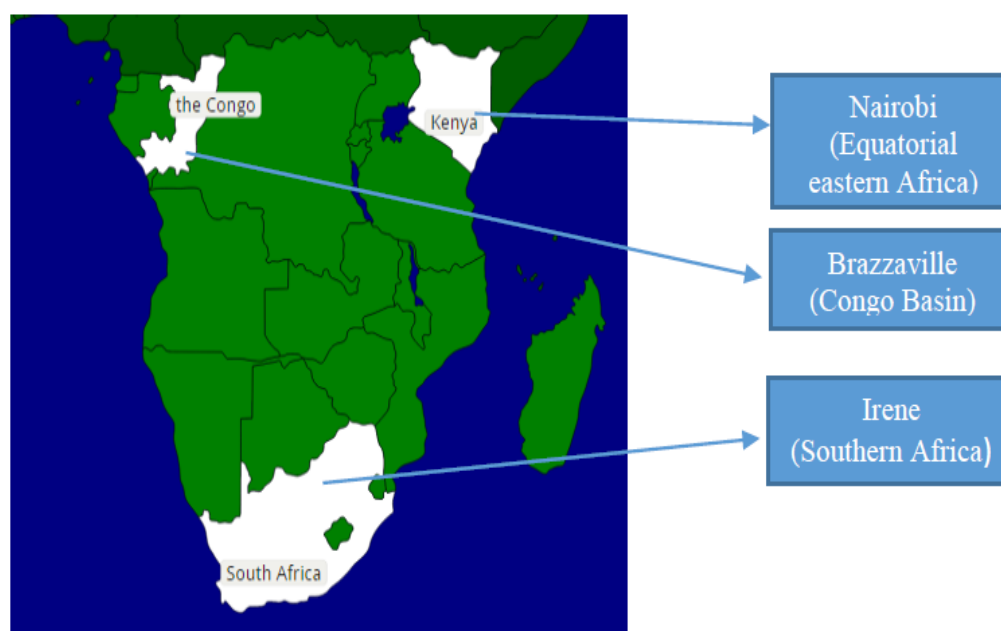 the Congo
Kenya
South Africa
Nairobi
(Equatorial
eastern Africa)
Brazzaville
(Congo Basin)
Irene
(Southern Africa)